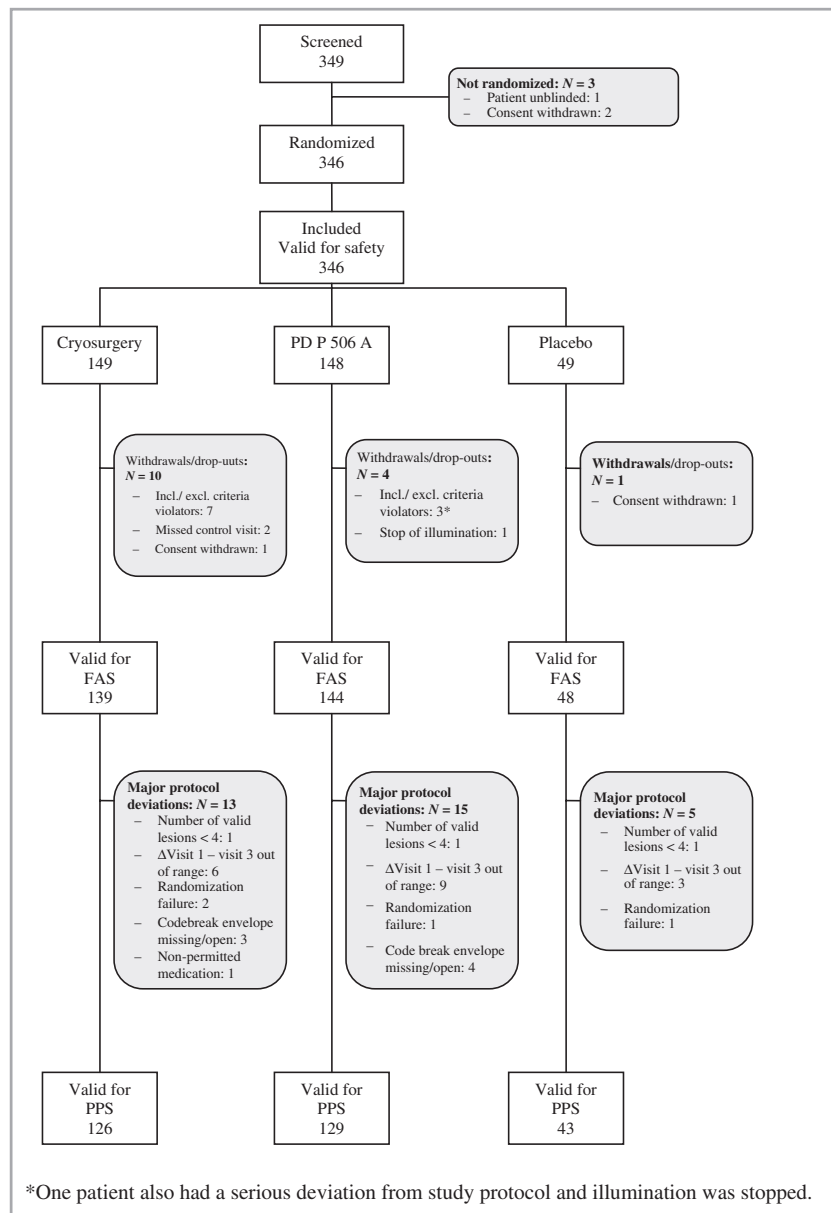 Screened
349
Not randomized: N = 3
– Patient unblinded: 1
– Consent withdrawn: 2
Randomized
346
Included
Valid for safety
346
Cryosurgery
149
PD P 506 A
148
Placebo
49
Withdrawals/drop-uuts:
N = 10
– Incl./ excl. criteria
violators: 7
– Missed control visit: 2
– Consent withdrawn: 1
Withdrawals/drop-outs:
N = 4
– Incl./ excl. criteria
violators: 3*
– Stop of illumination: 1
Withdrawals/drop-outs:
N = 1
– Consent withdrawn: 1
Valid for
FAS
139
Valid for
FAS
144
Valid for
FAS
48
Major protocol
deviations: N = 13
– Number of valid
lesions < 4: 1
– ΔVisit 1 – visit 3 out
of range: 6
– Randomization
failure: 2
– Codebreak envelope
missing/open: 3
– Non-permitted
medication: 1
Major protocol
deviations: N = 15
– Number of valid
lesions < 4: 1
– ΔVisit 1 – visit 3 out
of range: 9
– Randomization
failure: 1
– Code break envelope
missing/open: 4
Major protocol
deviations: N = 5
– Number of valid
lesions < 4: 1
– ΔVisit 1 – visit 3 out
of range: 3
– Randomization
failure: 1
Valid for
PPS
126
Valid for
PPS
129
Valid for
PPS
43
*One patient also had a serious deviation from study protocol and illumination was stopped.